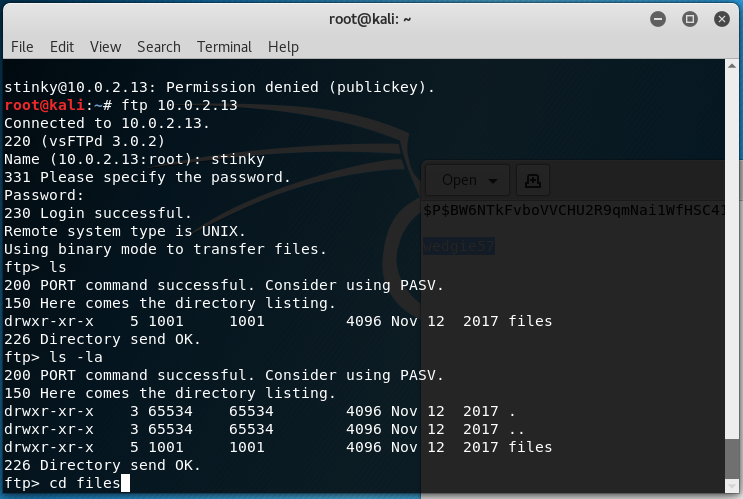 root@kali: ~
File Edit View Search Terminal Help
stinky@10.0.2.13: Permission denied (publickey).
root@kali:~# ftp 10.0.2.13
Connected to 10.0.2.13.
220 (vsFTPd 3.0.2)
Name (10.0.2.13:root): stinky
331 Please specify the password.
Password:
230 Login successful.
Remote system type is UNIX.
Using binary mode to transfer files.
ftp> ls
200 PORT command successful. Consider using PASV.
150 Here comes the directory listing.
drwxr-xr-x    5 1001     1001         4096 Nov 12  2017 files
226 Directory send OK.
ftp> ls -la
200 PORT command successful. Consider using PASV.
150 Here comes the directory listing.
drwxr-xr-x    3 65534    65534        4096 Nov 12  2017 .
drwxr-xr-x    3 65534    65534        4096 Nov 12  2017 ..
drwxr-xr-x    5 1001     1001         4096 Nov 12  2017 files
226 Directory send OK.
ftp> cd files
Open
wedgie57